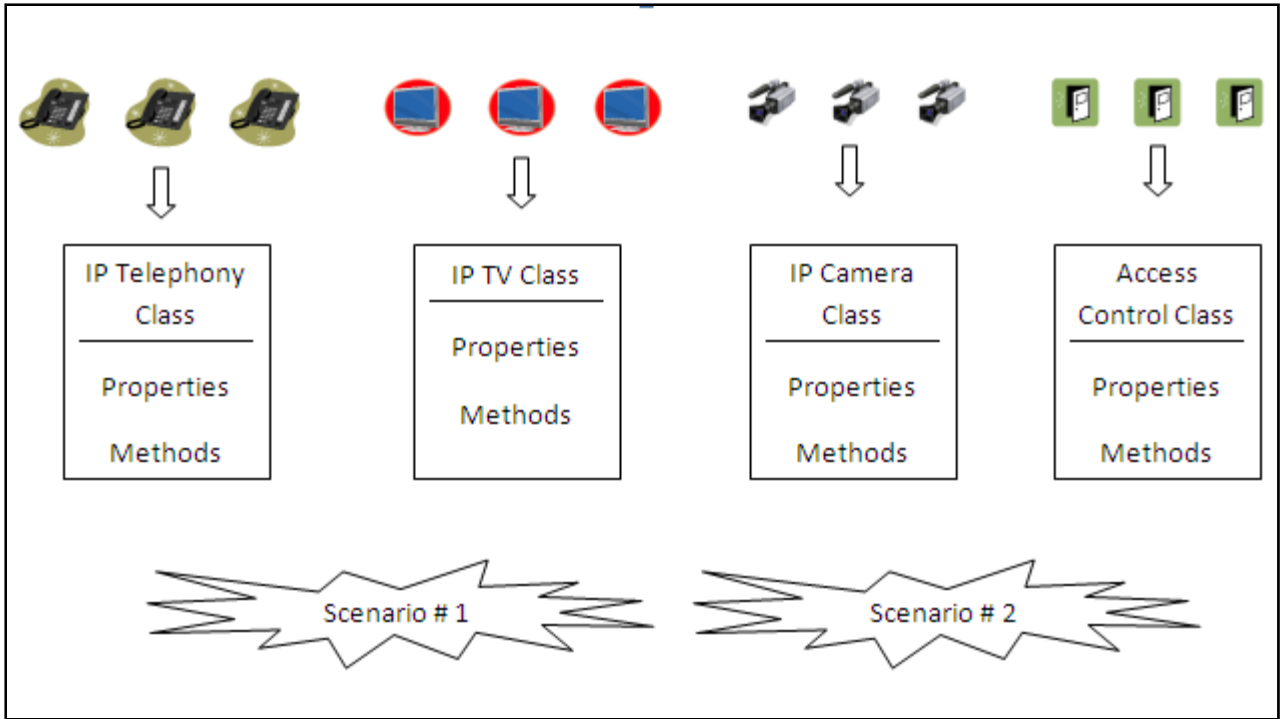 IP Telephony
Class
Properties
Methods
IP TV Class
Properties
Methods
IP Camera
Class
Properties
Methods
Access
Control Class
Properties
Methods
Scenario # 1
Scenario # 2